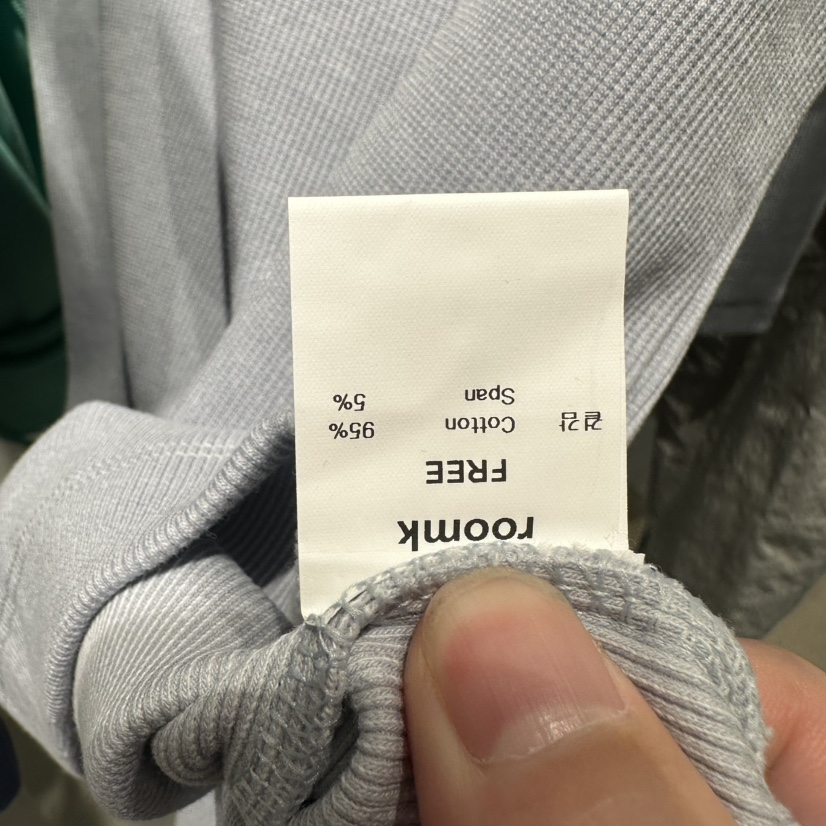 roomk
FREE
겉감 Cotton 95%
Span 5%